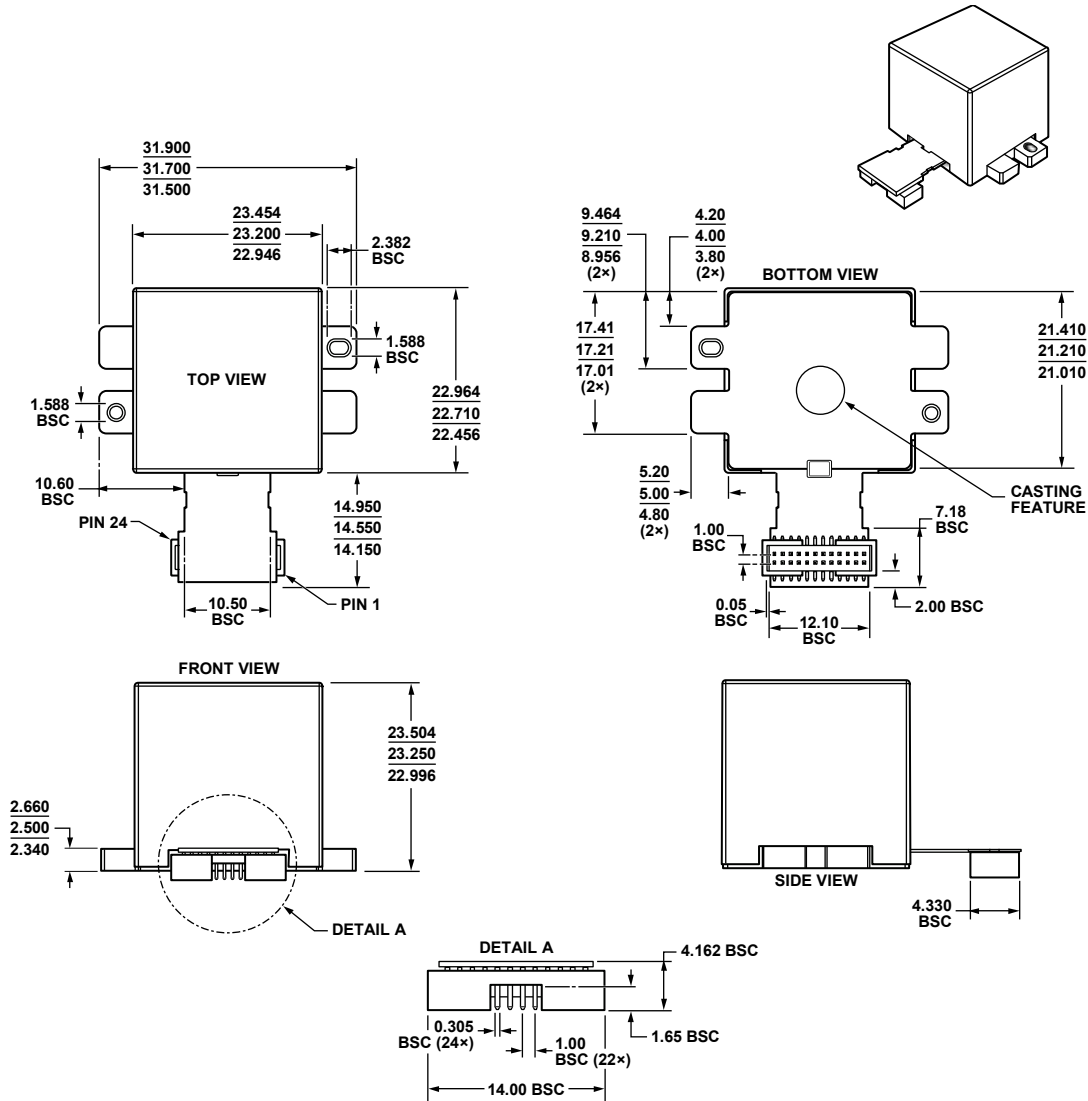 31.900
31.700
31.500
23.454
23.200
22.946
2.382
BSC
1.588
BSC
TOP VIEW
1.588
BSC
22.964
22.710
22.456
10.60
BSC
PIN 24
14.950
14.550
14.150
10.50
BSC
PIN 1
9.464
9.210
8.956
(2×)
4.20
4.00
3.80
(2×)
BOTTOM VIEW
17.41
17.21
17.01
(2×)
21.410
21.210
21.010
5.20
5.00
4.80
(2×)
CASTING
FEATURE
1.00
BSC
7.18
BSC
0.05
BSC
12.10
BSC
2.00 BSC
FRONT VIEW
23.504
23.250
22.996
2.660
2.500
2.340
DETAIL A
SIDE VIEW
4.330
BSC
DETAIL A
4.162 BSC
0.305
BSC (24×)
1.00
BSC (22×)
1.65 BSC
14.00 BSC